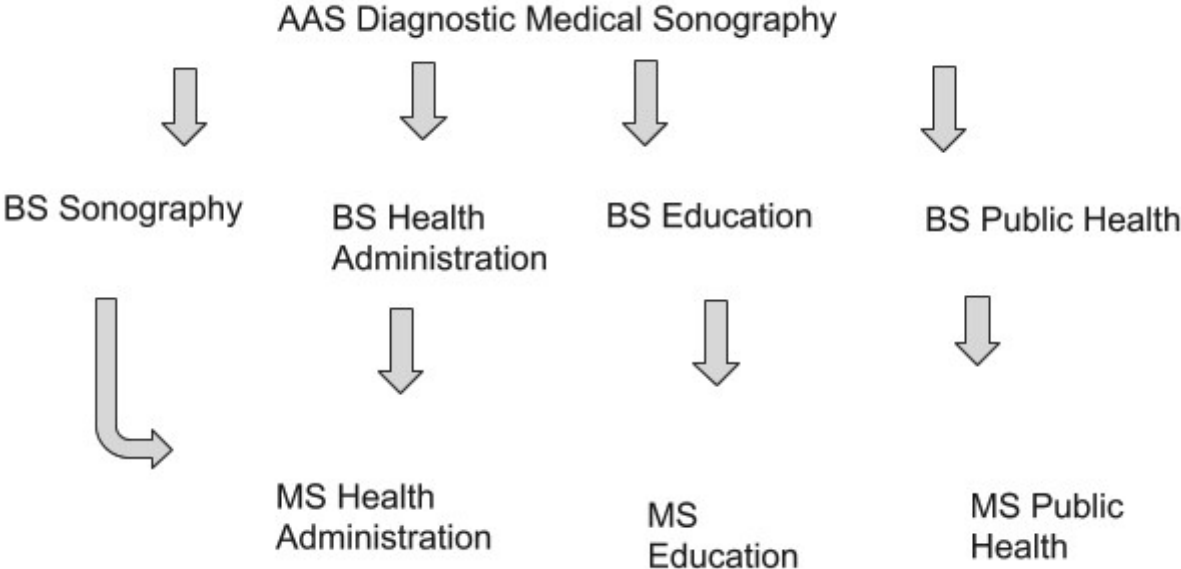 AAS Diagnostic Medical Sonography
BS Sonography
BS Health
Administration
BS Education
BS Public Health
MS Health
Administration
MS
Education
MS Public
Health